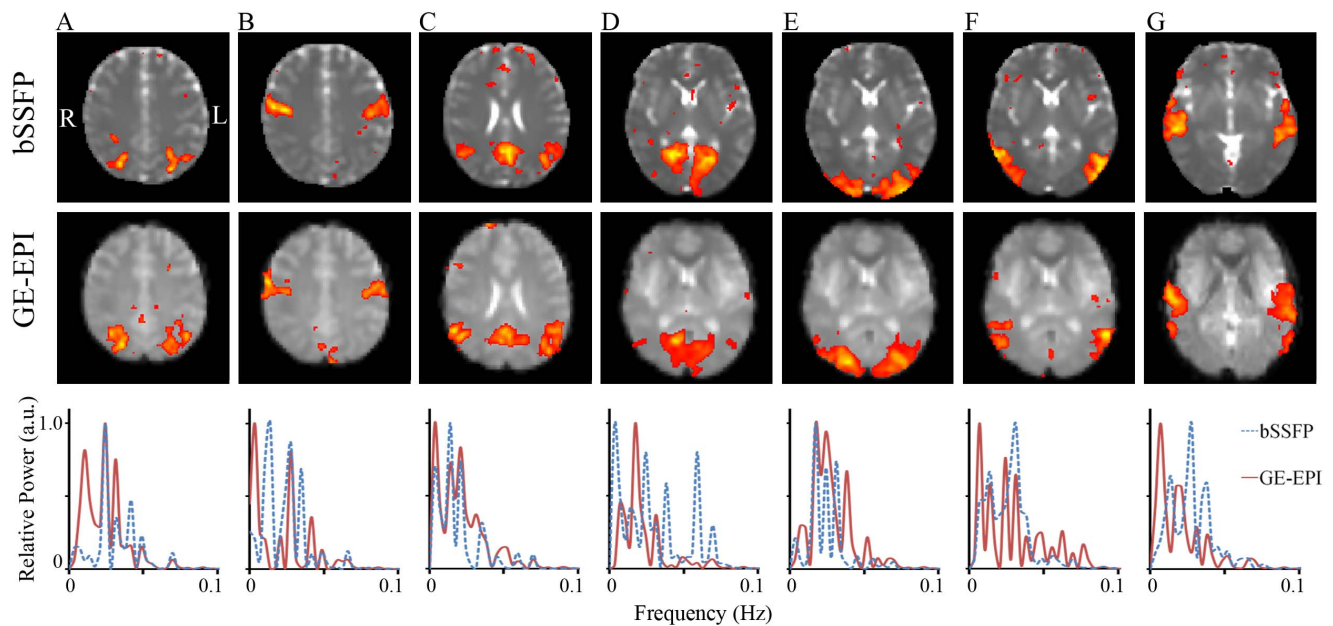 A B C D E F G
bSSFP
R L
GE-EPI
Relative Power (a.u.)
1.0
0
bSSFP
GE-EPI
0 0.1 0 0.1 0 0.1 0 0.1 0 0.1 0 0.1 0 0.1
Frequency (Hz)